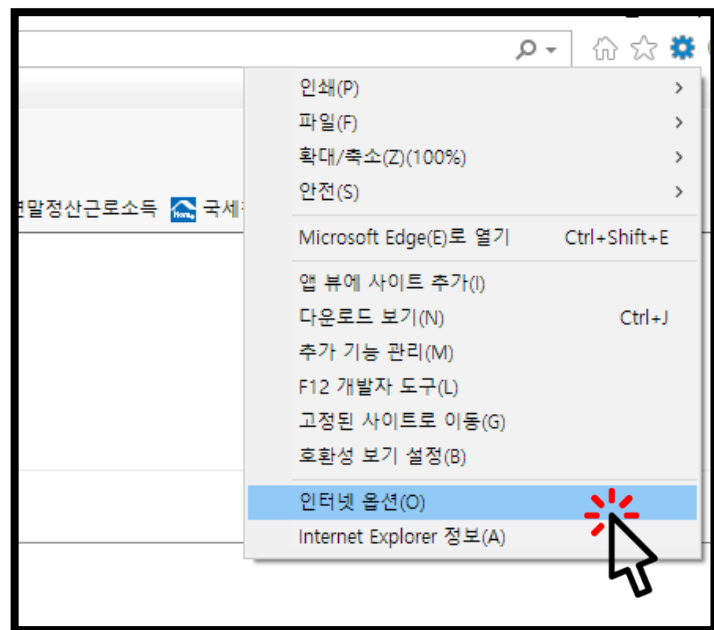 인쇄(P)
파일(F)
확대/축소(Z)(100%)
안전(S)
연말정산근로소득 Home 국세
Microsoft Edge(E)로 열기 Ctrl+Shift+E
앱 뷰에 사이트 추가(I)
다운로드 보기(N) Ctrl+J
추가 기능 관리(M)
F12 개발자 도구(L)
고정된 사이트로 이동(G)
호환성 보기 설정(B)
인터넷 옵션(O)
Internet Explorer 정보(A)